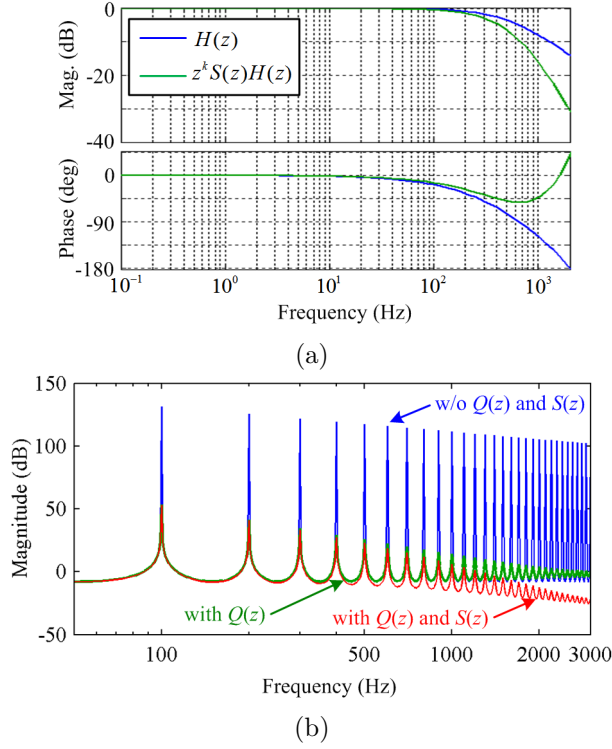 0
-20
-40
Mag. (dB)
H(z)
z^k S(z)H(z)
0
-90
-180
Phase (deg)
10^-1
10^0
10^1
10^2
10^3
Frequency (Hz)
(a)
150
100
50
0
-50
Magnitude (dB)
w/o Q(z) and S(z)
with Q(z)
with Q(z) and S(z)
100
500
1000
2000
3000
Frequency (Hz)
(b)